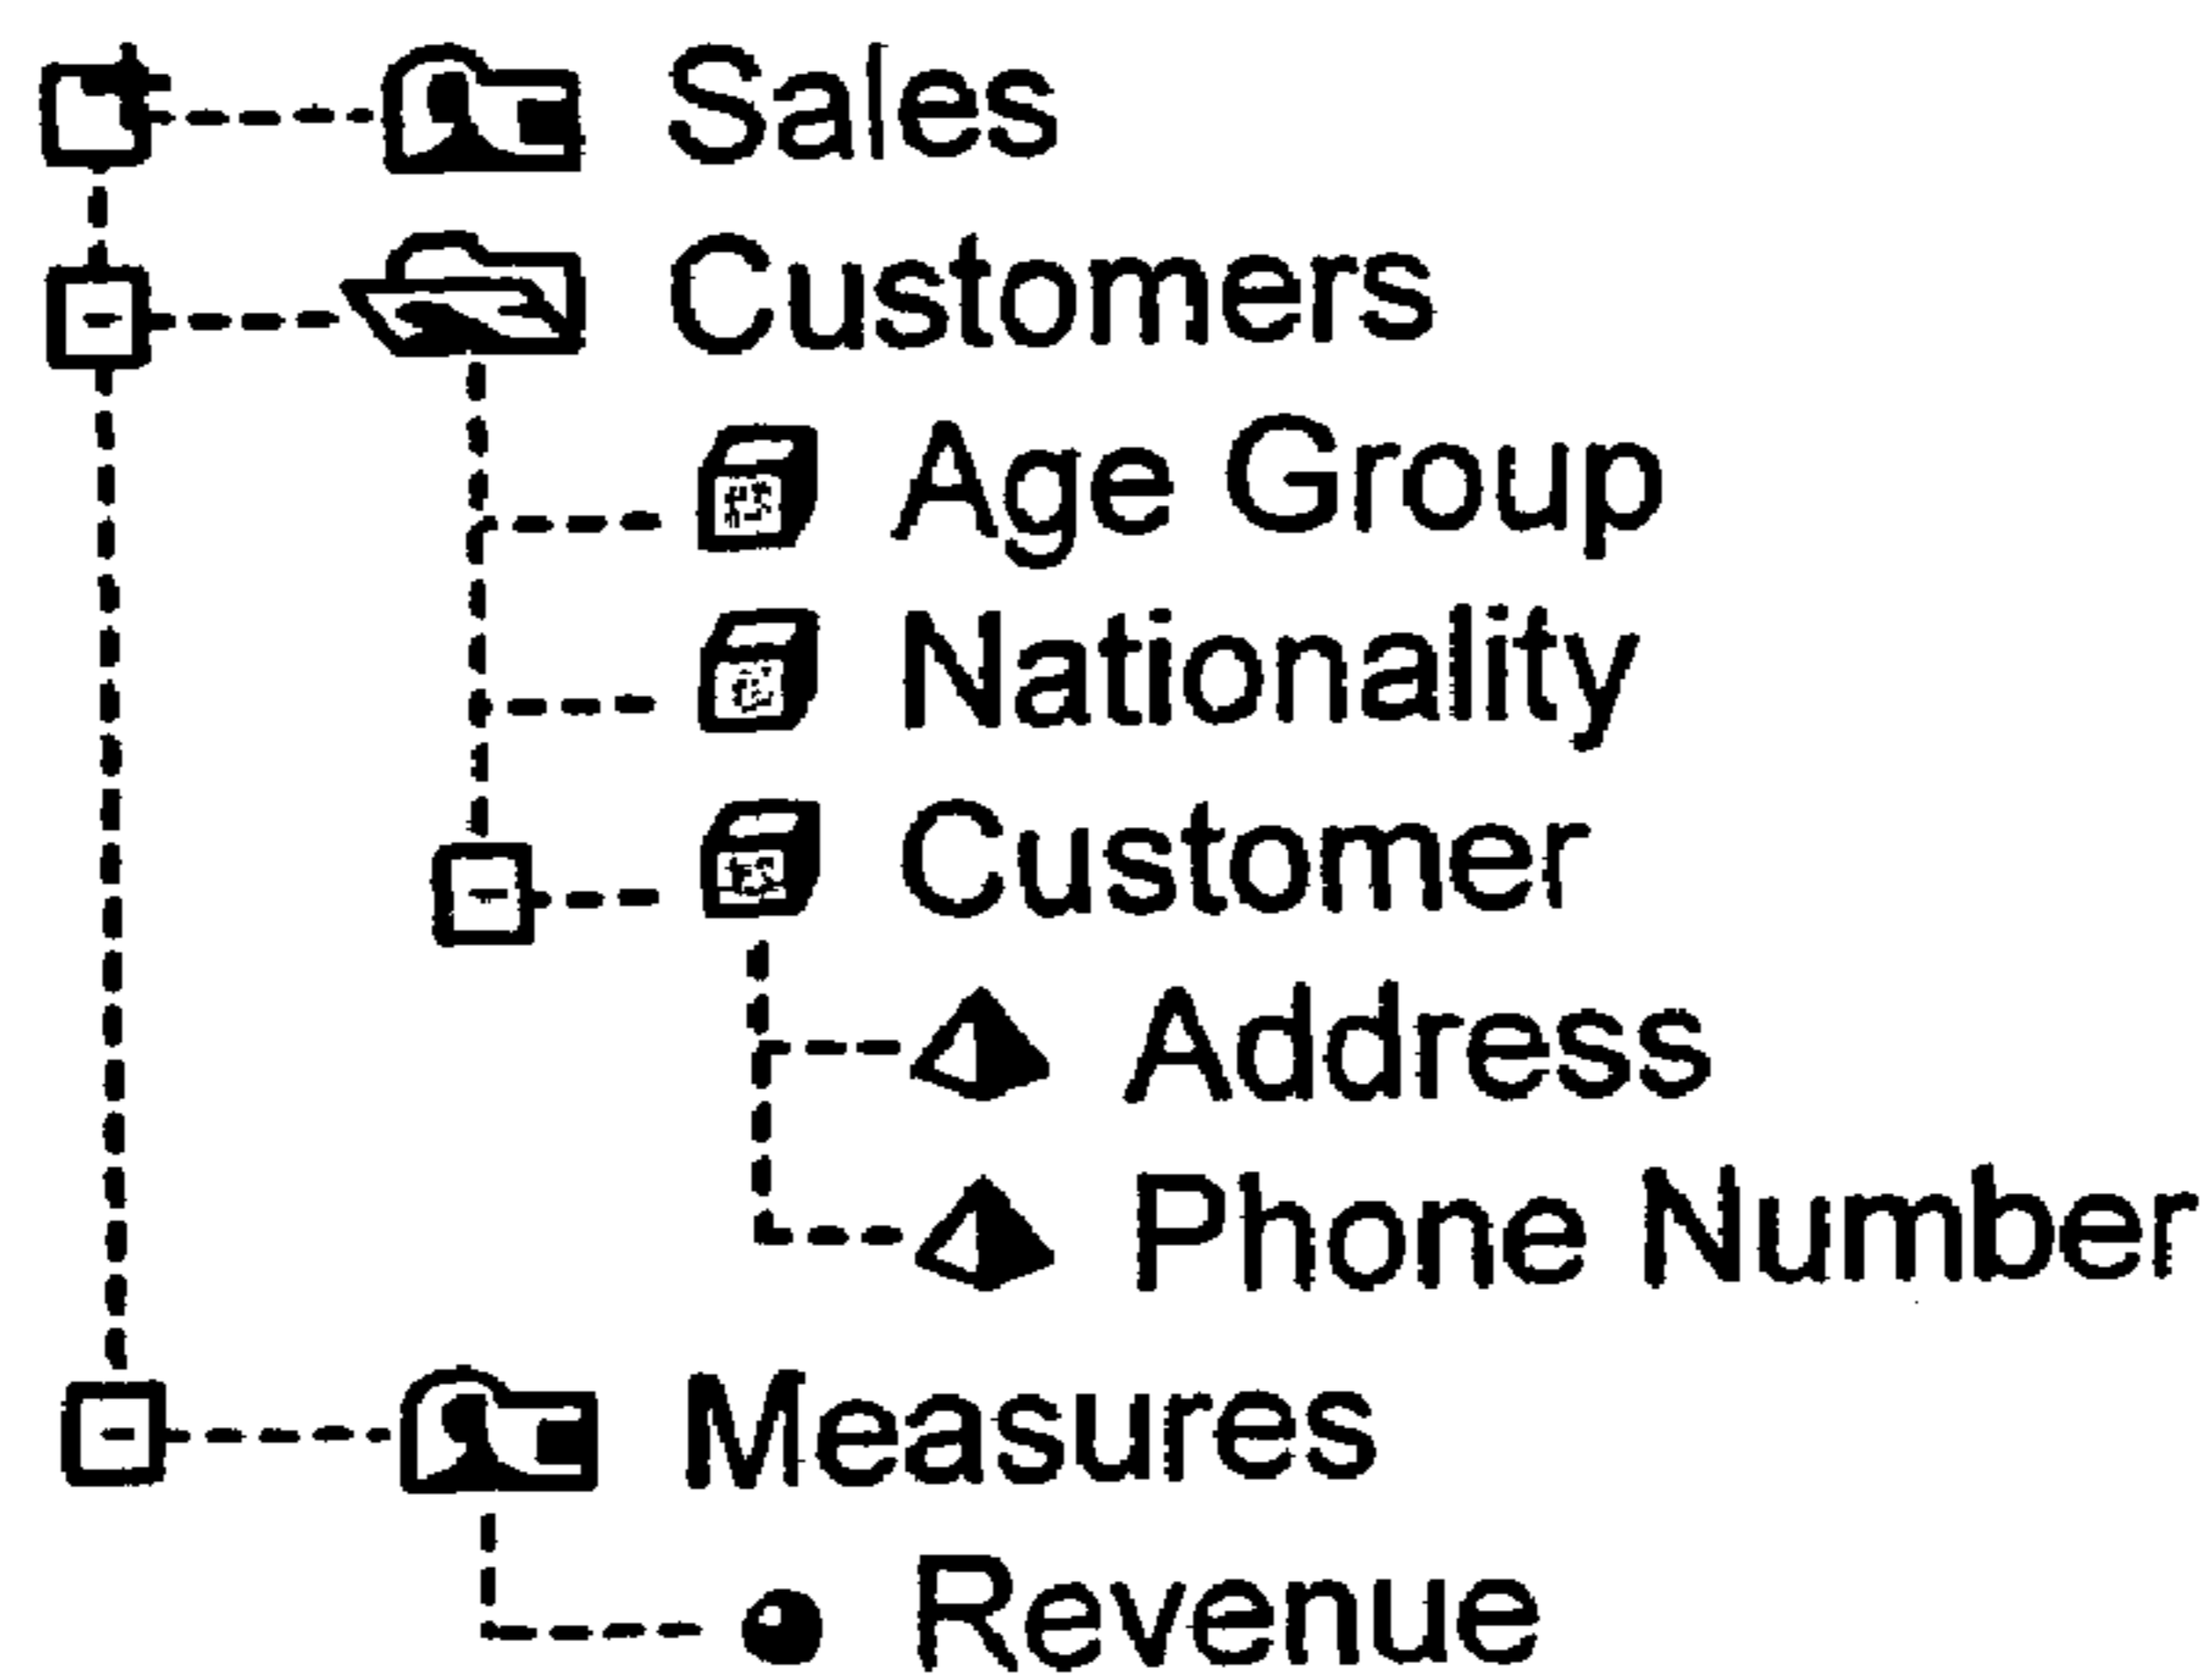 Sales
Customers
Age Group
Nationality
Customer
Address
Phone Number
Measures
Revenue